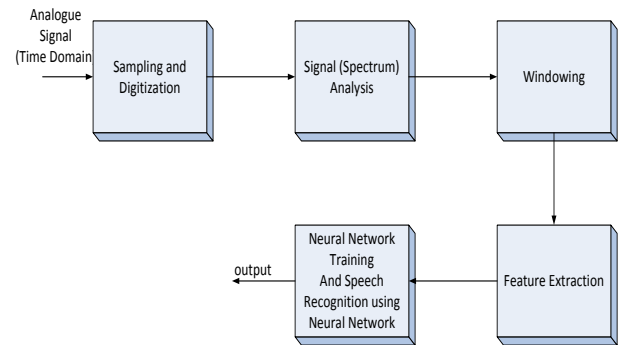 Analogue
Signal
(Time Domain
Sampling and
Digitization
Signal (Spectrum)
Analysis
Windowing
Feature Extraction
Neural Network
Training
And Speech
Recognition using
Neural Network
output